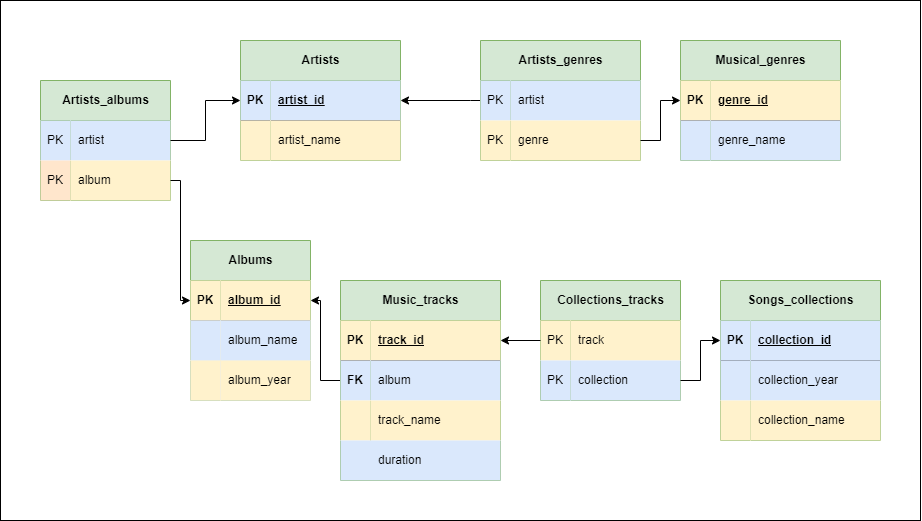 Artists_albums
PK artist
PK album
Artists
PK artist_id
artist_name
Artists_genres
PK artist
PK genre
Musical_genres
PK genre_id
genre_name
Albums
PK album_id
album_name
album_year
Music_tracks
PK track_id
FK album
track_name
duration
Collections_tracks
PK track
PK collection
Songs_collections
PK collection_id
collection_year
collection_name